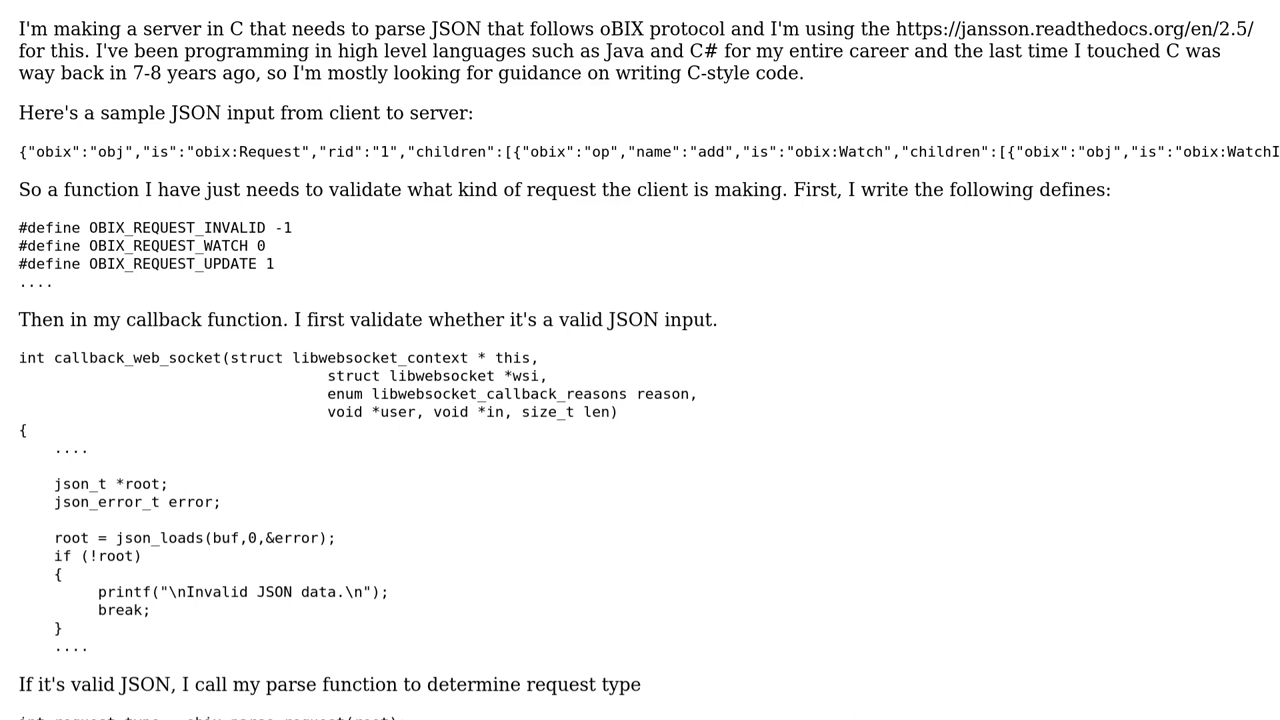 I'm making a server in C that needs to parse JSON that follows oBIX protocol and I'm using the https://jansson.readthedocs.org/en/2.5/
for this. I've been programming in high level languages such as Java and C# for my entire career and the last time I touched C was
way back in 7-8 years ago, so I'm mostly looking for guidance on writing C-style code.
Here's a sample JSON input from client to server:
{"obix":"obj","is":"obix:Request","rid":"1","children":[{"obix":"op","name":"add","is":"obix:Watch","children":[{"obix":"obj","is":"obix:WatchI
So a function I have just needs to validate what kind of request the client is making. First, I write the following defines:
#define OBIX_REQUEST_INVALID -1
#define OBIX_REQUEST_WATCH 0
#define OBIX_REQUEST_UPDATE 1
....
Then in my callback function. I first validate whether it's a valid JSON input.
int callback_web_socket(struct libwebsocket_context * this,
struct libwebsocket *wsi,
enum libwebsocket_callback_reasons reason,
void *user, void *in, size_t len)
{
....
json_t *root;
json_error_t error;
root = json_loads(buf,0,&error);
if (!root)
{
printf("\nInvalid JSON data.\n");
break;
}
....
If it's valid JSON, I call my parse function to determine request type
int request_type = obix_parse_request(root);